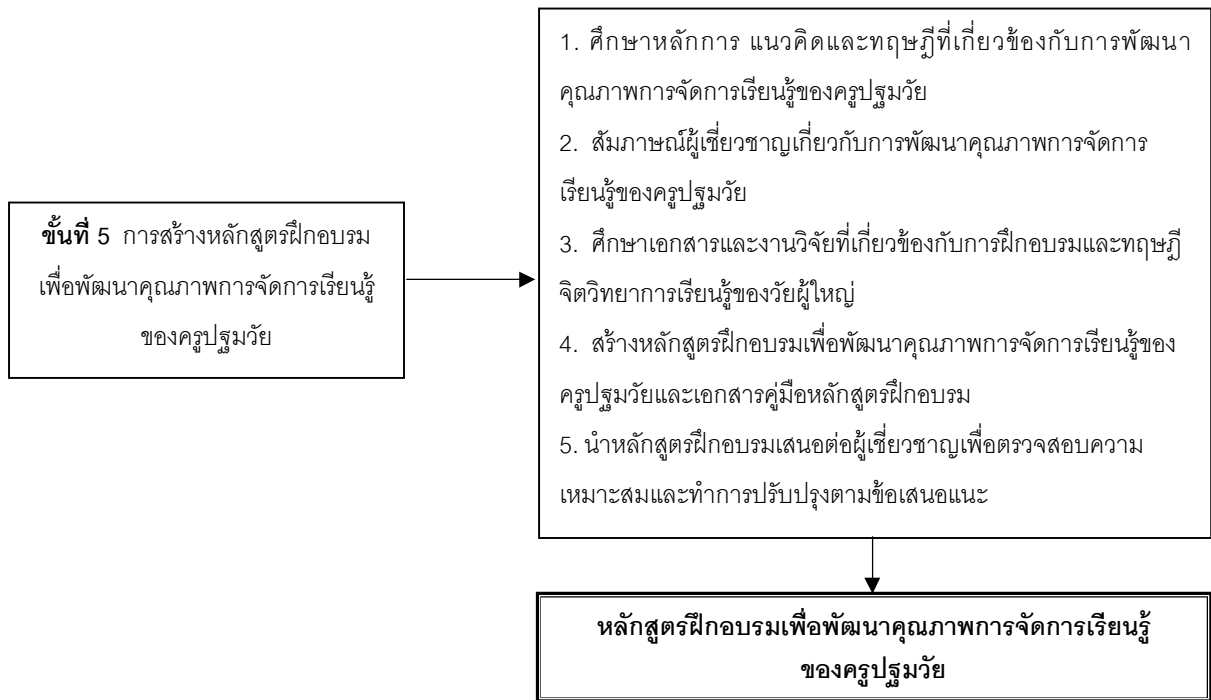 ขั้นที่ 5 การสร้างหลักสูตรฝึกอบรม
เพื่อพัฒนาคุณภาพการจัดการเรียนรู้
ของครูปฐมวัย
1. ศึกษาหลักการ แนวคิดและทฤษฎีที่เกี่ยวข้องกับการพัฒนา
คุณภาพการจัดการเรียนรู้ของครูปฐมวัย
2. สัมภาษณ์ผู้เชี่ยวชาญเกี่ยวกับการพัฒนาคุณภาพการจัดการ
เรียนรู้ของครูปฐมวัย
3. ศึกษาเอกสารและงานวิจัยที่เกี่ยวข้องกับการฝึกอบรมและทฤษฎี
จิตวิทยาการเรียนรู้ของวัยผู้ใหญ่
4. สร้างหลักสูตรฝึกอบรมเพื่อพัฒนาคุณภาพการจัดการเรียนรู้ของ
ครูปฐมวัยและเอกสารคู่มือหลักสูตรฝึกอบรม
5. นำหลักสูตรฝึกอบรมเสนอต่อผู้เชี่ยวชาญเพื่อตรวจสอบความ
เหมาะสมและทำการปรับปรุงตามข้อเสนอแนะ
หลักสูตรฝึกอบรมเพื่อพัฒนาคุณภาพการจัดการเรียนรู้
ของครูปฐมวัย